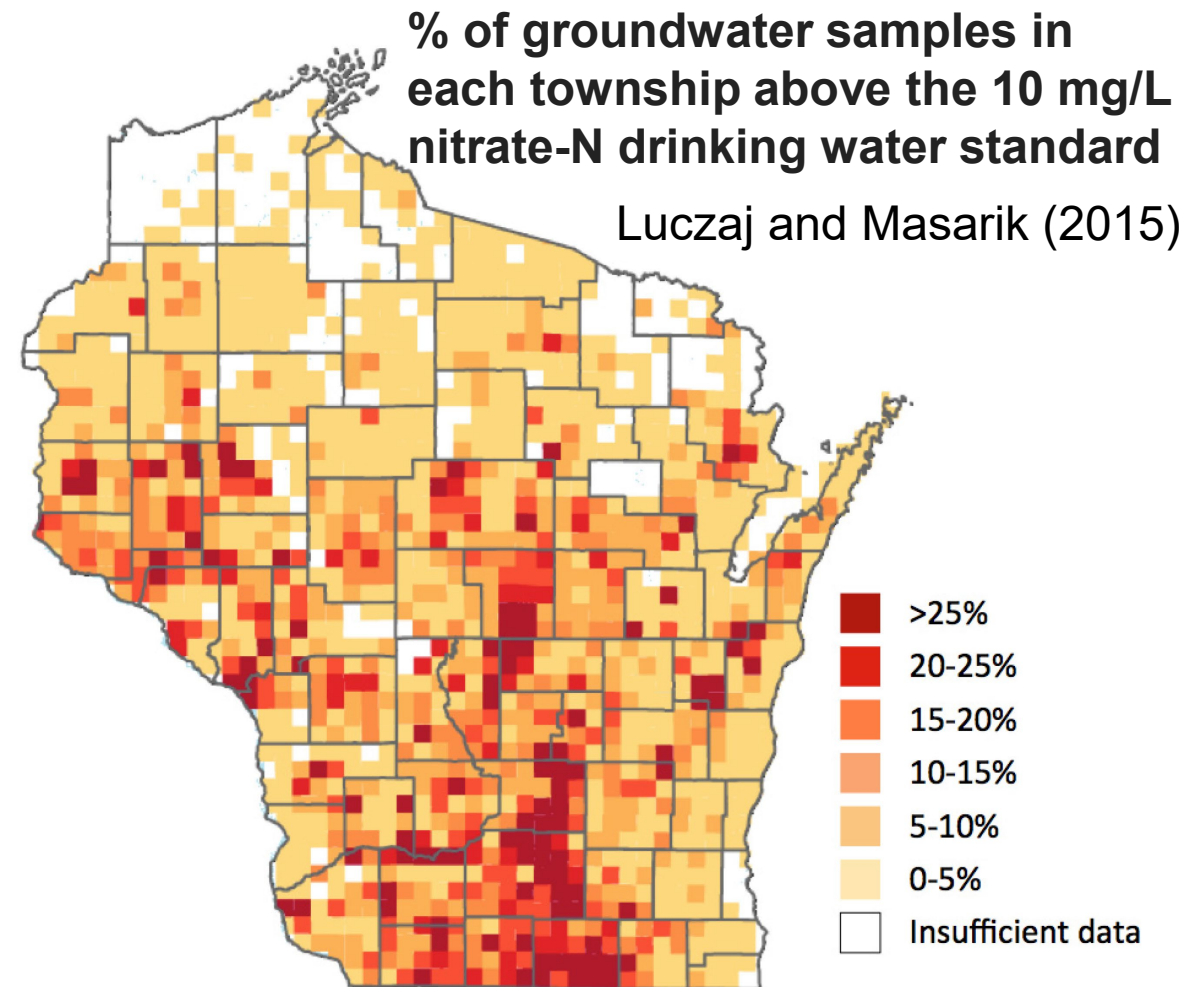 % of groundwater samples in
each township above the 10 mg/L
nitrate-N drinking water standard
Luczaj and Masarik (2015)
>25%
20-25%
15-20%
10-15%
5-10%
0-5%
Insufficient data